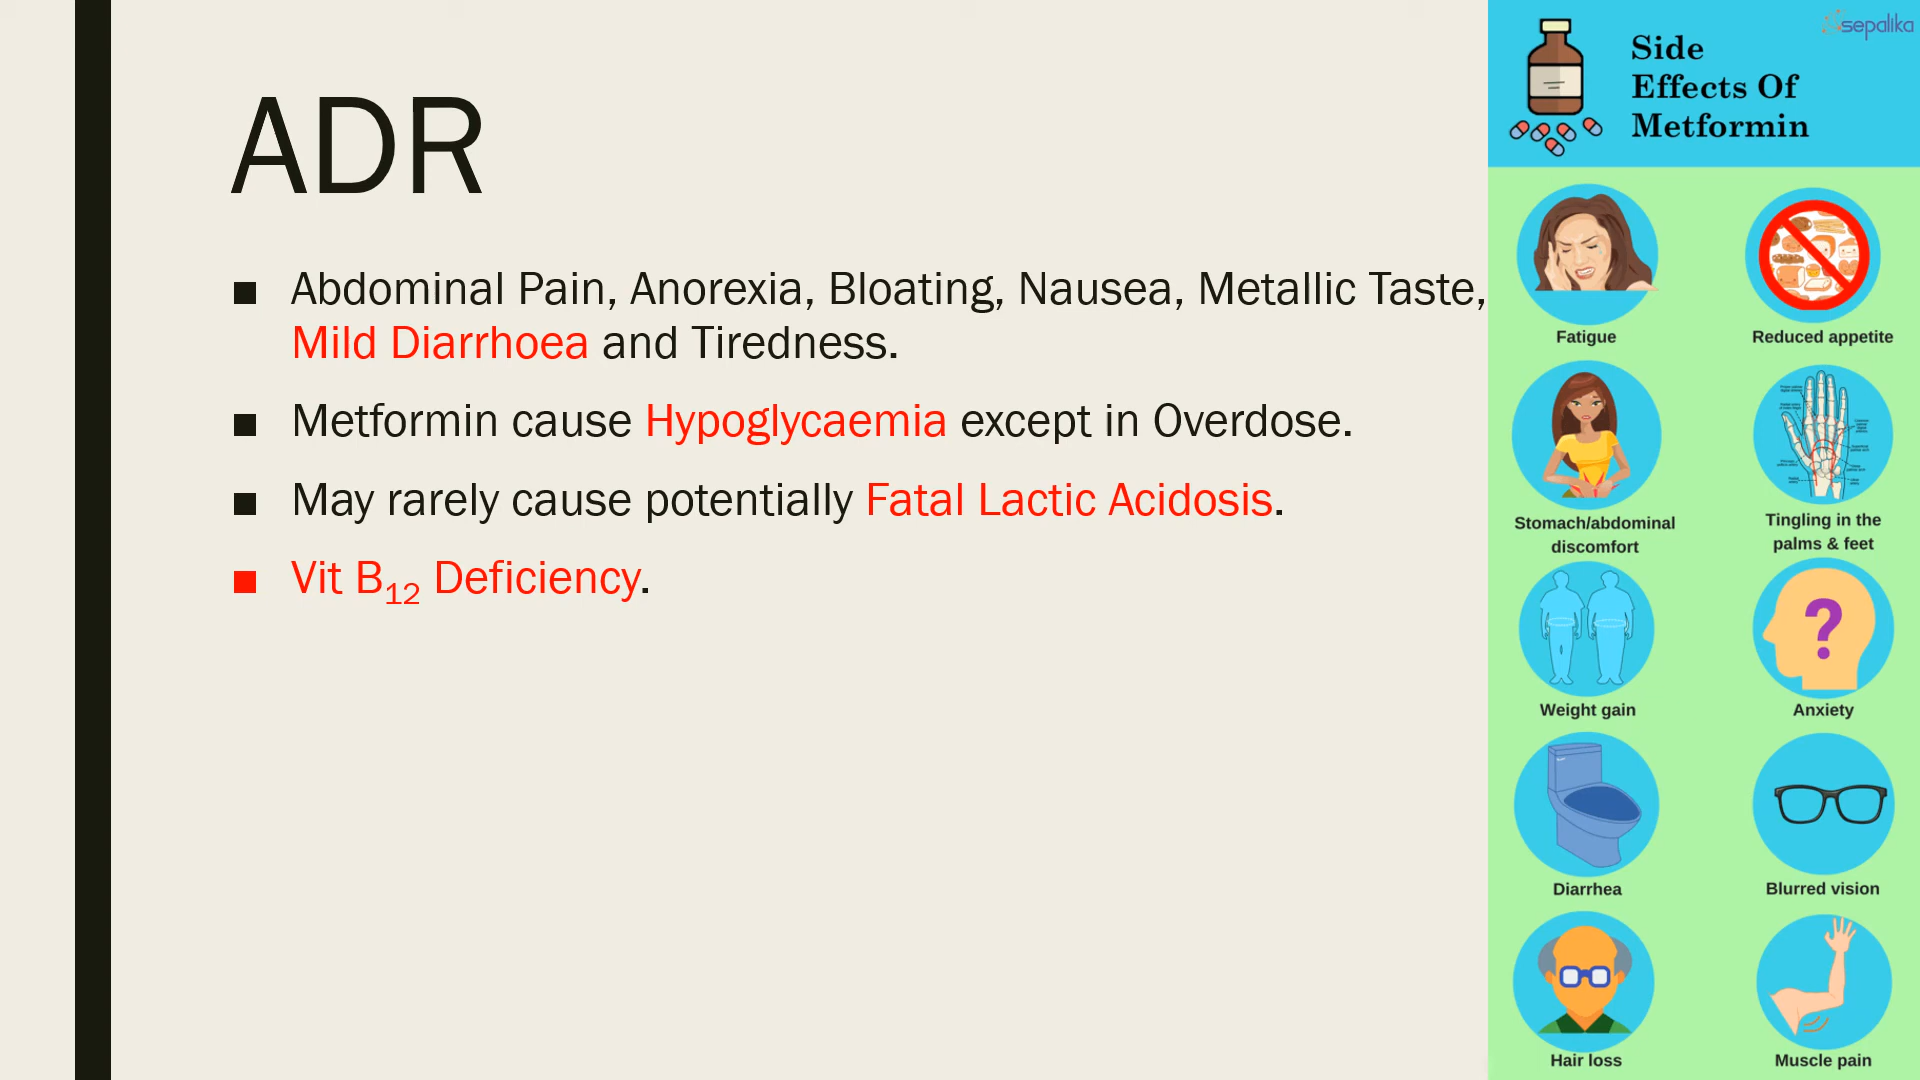 ADR
■ Abdominal Pain, Anorexia, Bloating, Nausea, Metallic Taste,
Mild Diarrhoea and Tiredness.
■ Metformin cause Hypoglycaemia except in Overdose.
■ May rarely cause potentially Fatal Lactic Acidosis.
■ Vit B12 Deficiency.
sepalika
Side
Effects Of
Metformin
Fatigue
Reduced appetite
Stomach/abdominal
discomfort
Tingling in the
palms & feet
Weight gain
Anxiety
?
Diarrhea
Blurred vision
Hair loss
Muscle pain